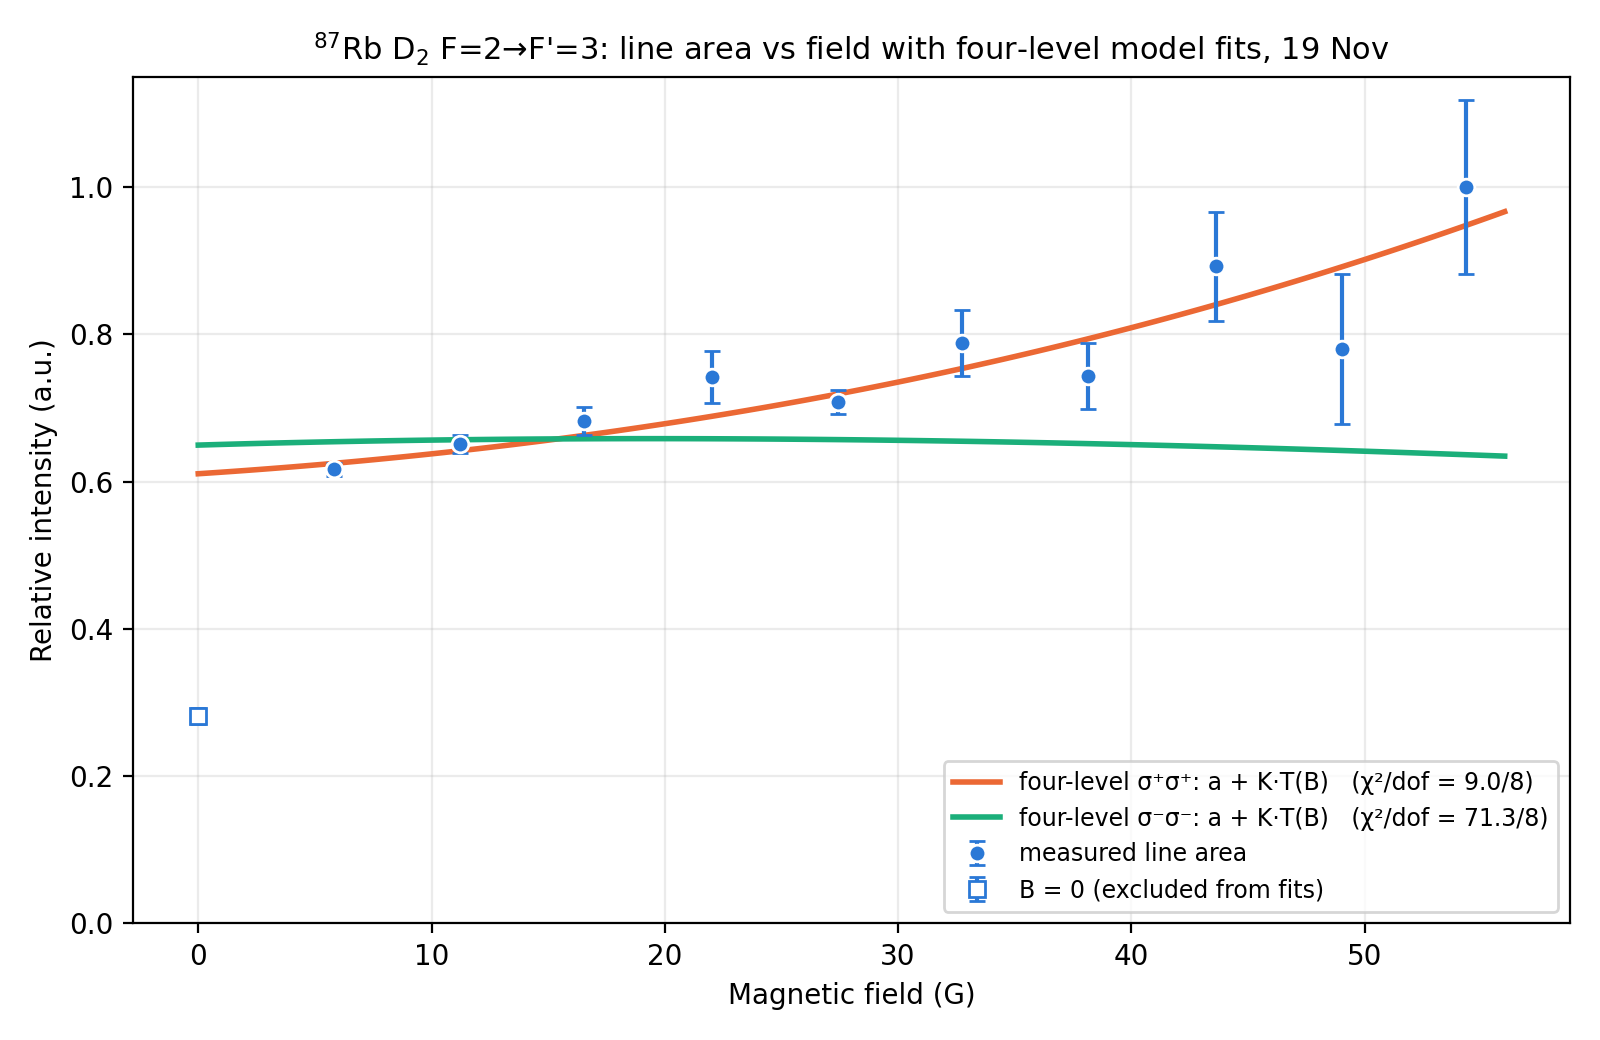 ⁸⁷Rb D₂ F=2→F'=3: line area vs field with four-level model fits, 19 Nov
Relative intensity (a.u.)
1.0
0.8
0.6
0.4
0.2
0.0
four-level σ⁺σ⁺: a + K·T(B) (χ²/dof = 9.0/8)
four-level σ⁻σ⁻: a + K·T(B) (χ²/dof = 71.3/8)
measured line area
B = 0 (excluded from fits)
0 10 20 30 40 50
Magnetic field (G)